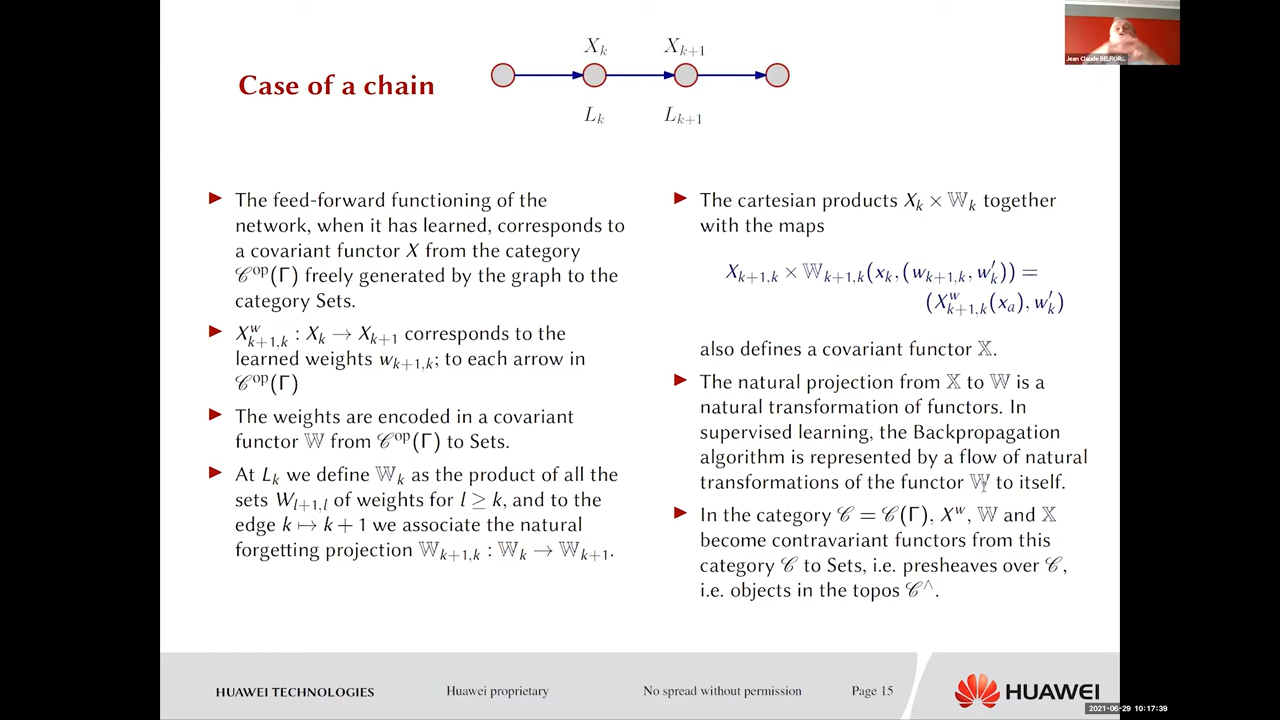 Case of a chain
X_k X_{k+1}
L_k L_{k+1}
Jean Claude BELFIOR...
▶ The feed-forward functioning of the
network, when it has learned, corresponds to
a covariant functor X from the category
𝒞^op(Γ) freely generated by the graph to the
category Sets.
▶ X^w_{k+1,k} : X_k → X_{k+1} corresponds to the
learned weights w_{k+1,k}; to each arrow in
𝒞^op(Γ)
▶ The weights are encoded in a covariant
functor 𝕎 from 𝒞^op(Γ) to Sets.
▶ At L_k we define 𝕎_k as the product of all the
sets W_{l+1,l} of weights for l ≥ k, and to the
edge k ↦ k + 1 we associate the natural
forgetting projection 𝕎_{k+1,k} : 𝕎_k → 𝕎_{k+1}.
▶ The cartesian products X_k × 𝕎_k together
with the maps
X_{k+1,k} × 𝕎_{k+1,k}(x_k, (w_{k+1,k}, w'_k)) =
(X^w_{k+1,k}(x_a), w'_k)
also defines a covariant functor 𝕏.
▶ The natural projection from 𝕏 to 𝕎 is a
natural transformation of functors. In
supervised learning, the Backpropagation
algorithm is represented by a flow of natural
transformations of the functor 𝕎 to itself.
▶ In the category 𝒞 = 𝒞(Γ), X^w, 𝕎 and 𝕏
become contravariant functors from this
category 𝒞 to Sets, i.e. presheaves over 𝒞,
i.e. objects in the topos 𝒞^∧.
HUAWEI TECHNOLOGIES Huawei proprietary No spread without permission Page 15
HUAWEI
2021-06-29 10:17:39